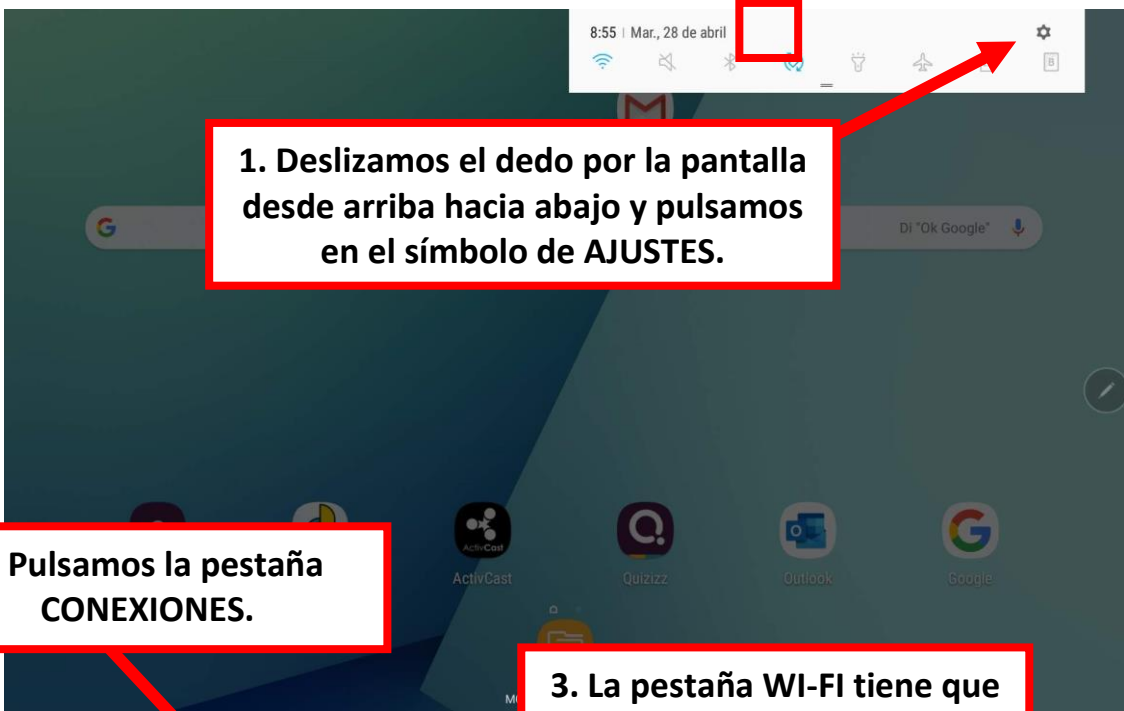 8:55 | Mar., 28 de abril
B
1. Deslizamos el dedo por la pantalla
desde arriba hacia abajo y pulsamos
en el símbolo de AJUSTES.
G
Di "Ok Google"
ActivCast
ActivCast
Quizizz
Outlook
Google
Pulsamos la pestaña
CONEXIONES.
3. La pestaña WI-FI tiene que